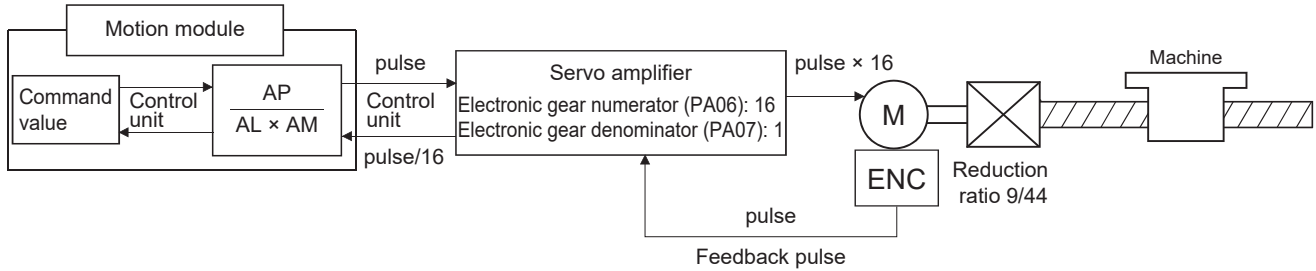 Motion module
Command
value
Control
unit
AP
AL × AM
pulse
Control
unit
pulse/16
Servo amplifier
Electronic gear numerator (PA06): 16
Electronic gear denominator (PA07): 1
pulse × 16
M
ENC
Reduction
ratio 9/44
Machine
pulse
Feedback pulse